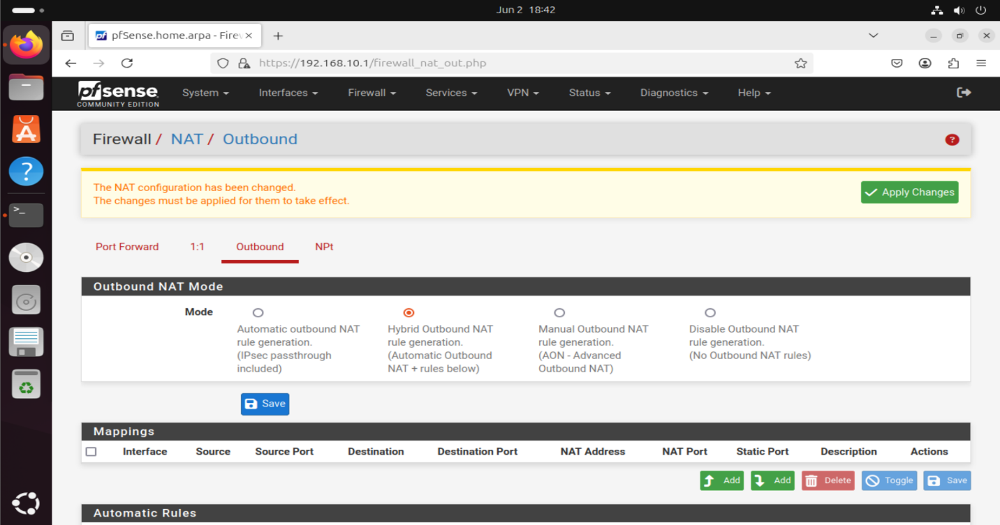 Jun 2 18:42
pfSense.home.arpa - Firew
https://192.168.10.1/firewall_nat_out.php
pfsense
COMMUNITY EDITION
System Interfaces Firewall Services VPN Status Diagnostics Help
Firewall / NAT / Outbound
The NAT configuration has been changed.
The changes must be applied for them to take effect.
Apply Changes
Port Forward 1:1 Outbound NPt
Outbound NAT Mode
Mode
Automatic outbound NAT
rule generation.
(IPsec passthrough
included)
Hybrid Outbound NAT
rule generation.
(Automatic Outbound
NAT + rules below)
Manual Outbound NAT
rule generation.
(AON - Advanced
Outbound NAT)
Disable Outbound NAT
rule generation.
(No Outbound NAT rules)
Save
Mappings
Interface Source Source Port Destination Destination Port NAT Address NAT Port Static Port Description Actions
Add Add Delete Toggle Save
Automatic Rules